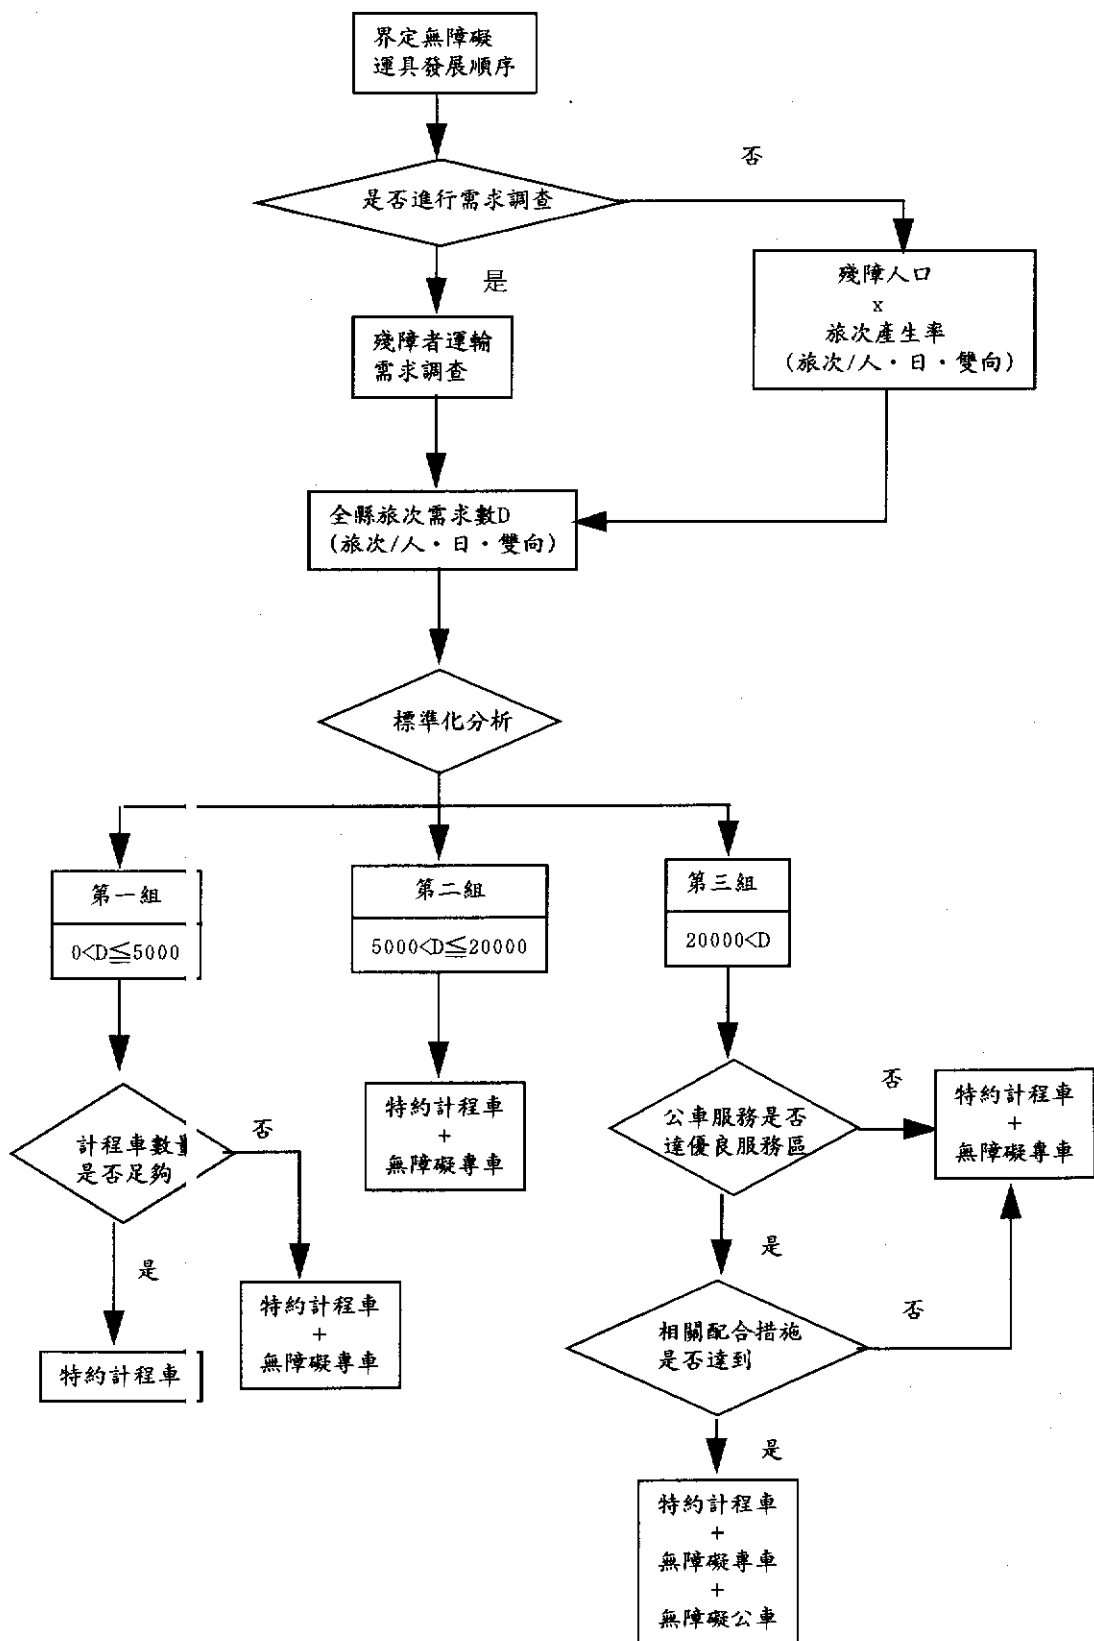 界定無障礙
運具發展順序
否
是否進行需求調查
是
殘障人口
x
旅次產生率
(旅次/人·日·雙向)
殘障者運輸
需求調查
全縣旅次需求數D
(旅次/人·日·雙向)
標準化分析
第一組
0<D≦5000
第二組
5000<D≦20000
第三組
20000<D
計程車數量
是否足夠
否
是
特約計程車
特約計程車
+
無障礙專車
特約計程車
+
無障礙專車
公車服務是否
達優良服務區
否
特約計程車
+
無障礙專車
是
相關配合措施
是否達到
否
是
特約計程車
+
無障礙專車
+
無障礙公車